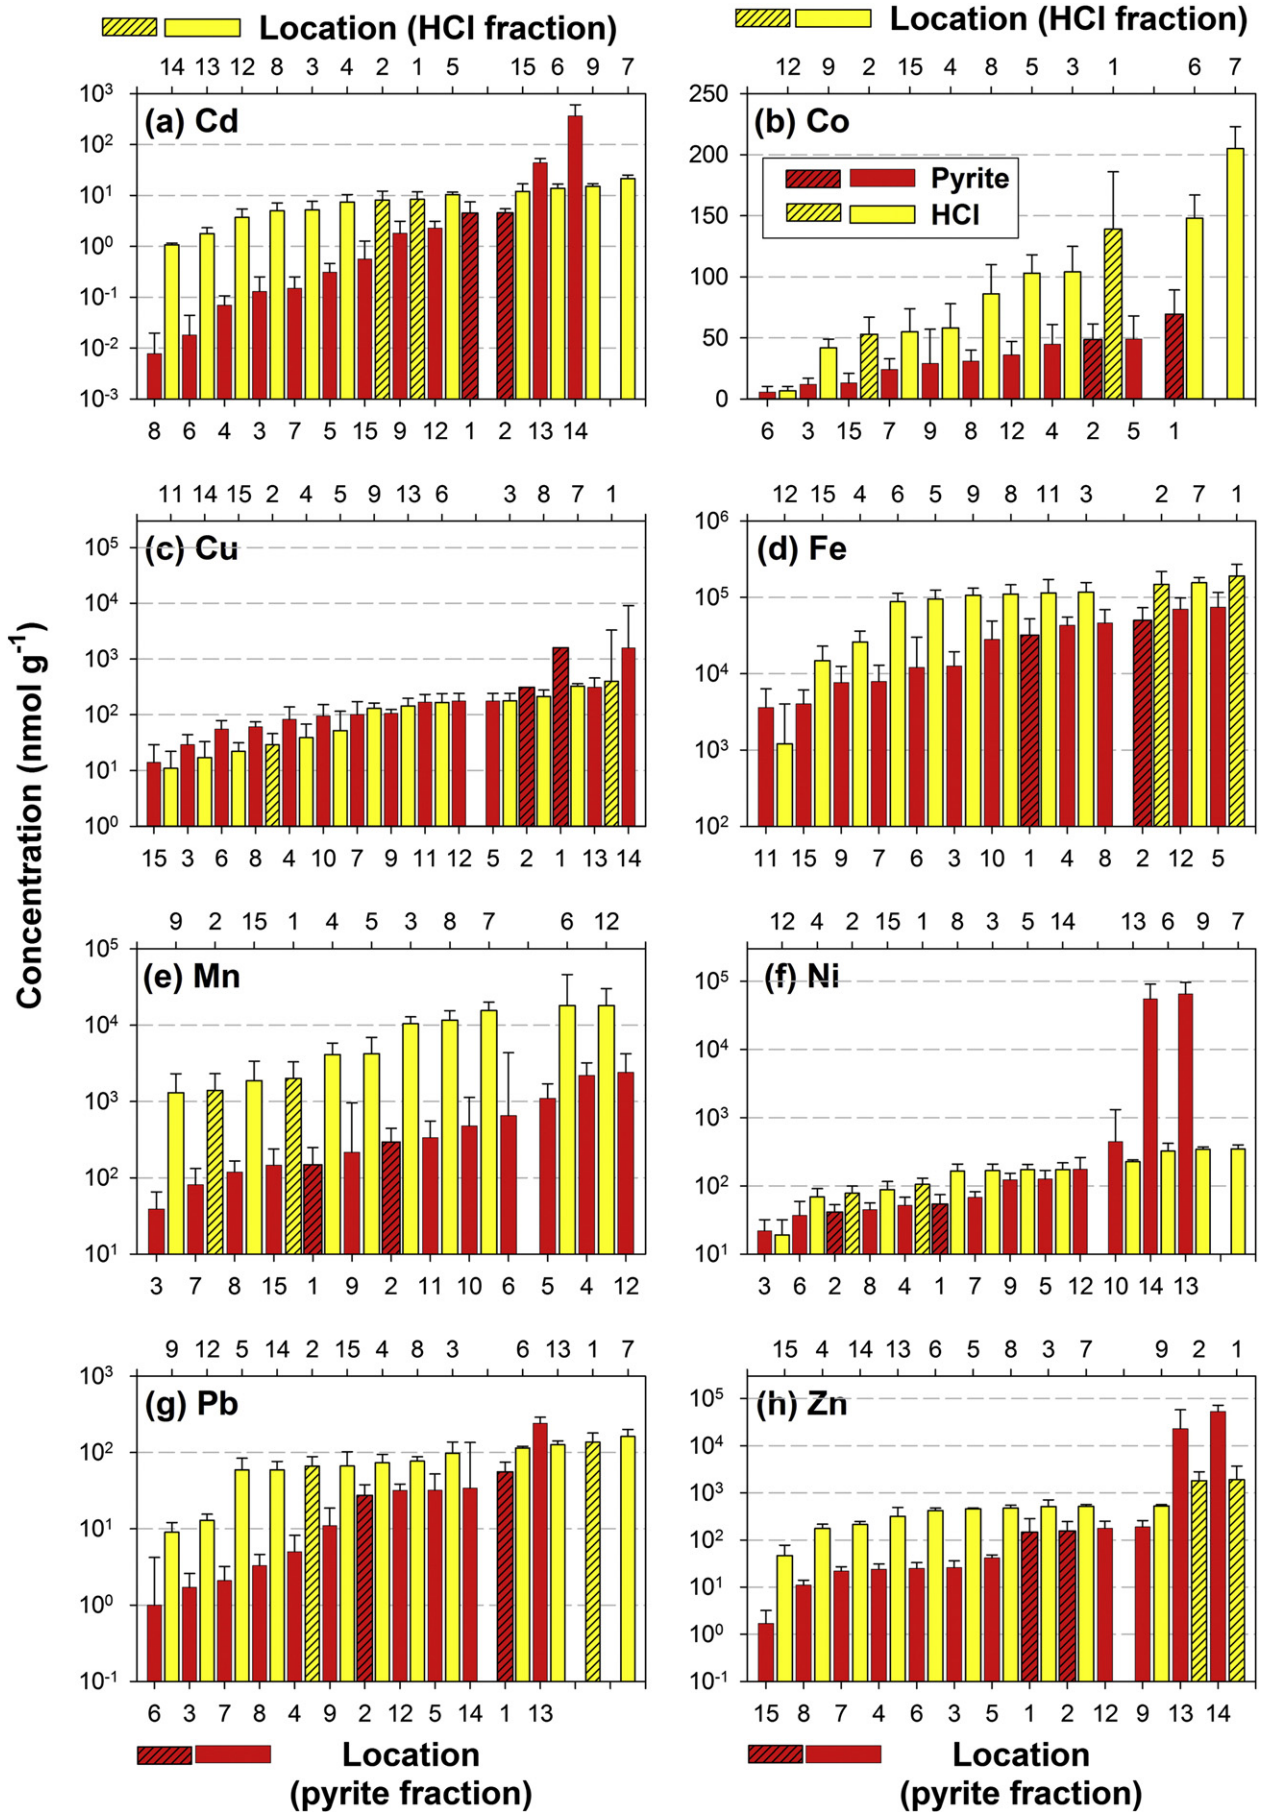 Location (HCl fraction)
Location (HCl fraction)
14 13 12 8 3 4 2 1 5 15 6 9 7
(a) Cd
10³
10²
10¹
10⁰
10⁻¹
10⁻²
10⁻³
8 6 4 3 7 5 15 9 12 1 2 13 14
12 9 2 15 4 8 5 3 1 6 7
(b) Co
Pyrite
HCl
250
200
150
100
50
0
6 3 15 7 9 8 12 4 2 5 1
11 14 15 2 4 5 9 13 6 3 8 7 1
(c) Cu
10⁵
10⁴
10³
10²
10¹
10⁰
15 3 6 8 4 10 7 9 11 12 5 2 1 13 14
12 15 4 6 5 9 8 11 3 2 7 1
(d) Fe
10⁶
10⁵
10⁴
10³
10²
11 15 9 7 6 3 10 1 4 8 2 12 5
Concentration (nmol g⁻¹)
9 2 15 1 4 5 3 8 7 6 12
(e) Mn
10⁵
10⁴
10³
10²
10¹
3 7 8 15 1 9 2 11 10 6 5 4 12
12 4 2 15 1 8 3 5 14 13 6 9 7
(f) Ni
10⁵
10⁴
10³
10²
10¹
3 6 2 8 4 1 7 9 5 12 10 14 13
9 12 5 14 2 15 4 8 3 6 13 1 7
(g) Pb
10³
10²
10¹
10⁰
10⁻¹
6 3 7 8 4 9 2 12 5 14 1 13
15 4 14 13 6 5 8 3 7 9 2 1
(h) Zn
10⁵
10⁴
10³
10²
10¹
10⁰
10⁻¹
15 8 7 4 6 3 5 1 2 12 9 13 14
Location
(pyrite fraction)
Location
(pyrite fraction)